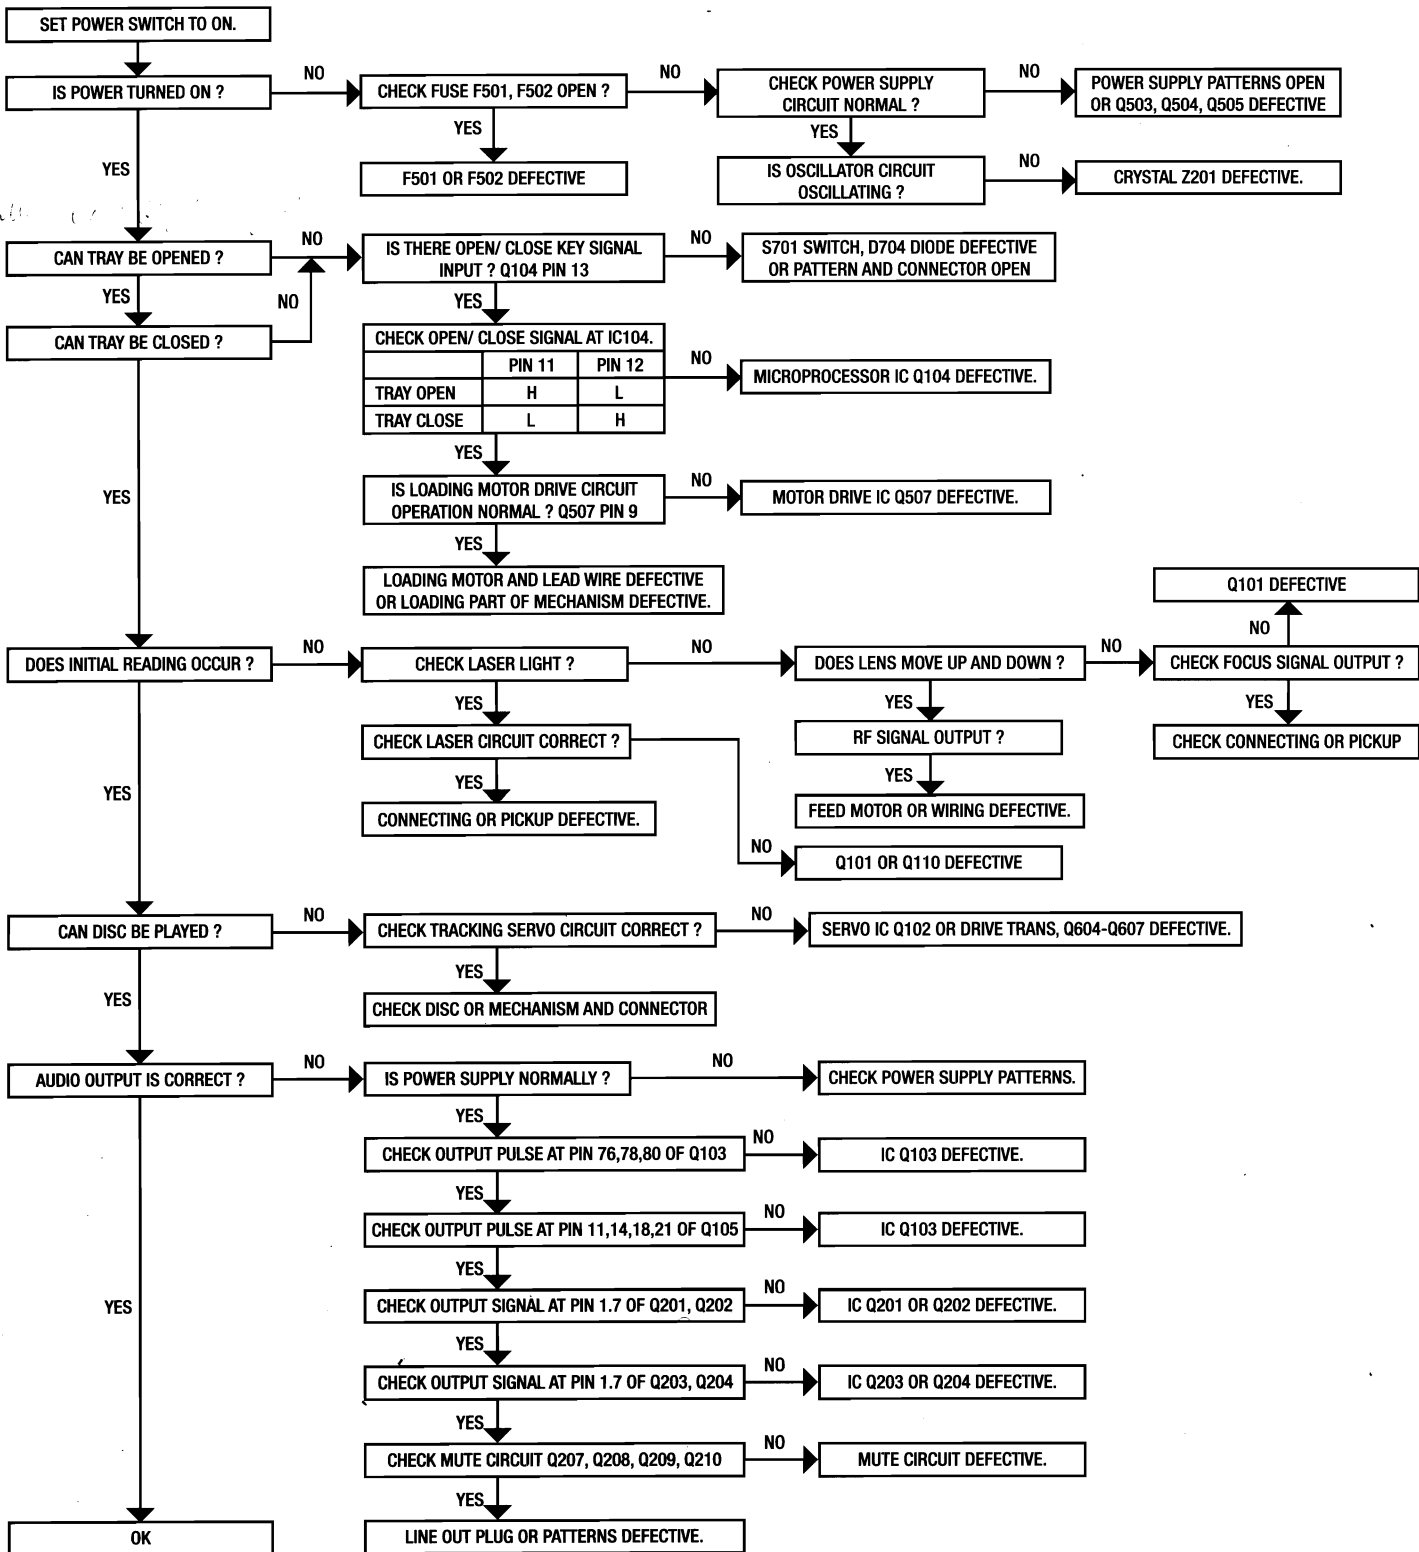 SET POWER SWITCH TO ON.
IS POWER TURNED ON ?
NO
CHECK FUSE F501, F502 OPEN ?
NO
CHECK POWER SUPPLY
CIRCUIT NORMAL ?
NO
POWER SUPPLY PATTERNS OPEN
OR Q503, Q504, Q505 DEFECTIVE
YES
YES
YES
F501 OR F502 DEFECTIVE
IS OSCILLATOR CIRCUIT
OSCILLATING ?
NO
CRYSTAL Z201 DEFECTIVE.
CAN TRAY BE OPENED ?
NO
IS THERE OPEN/ CLOSE KEY SIGNAL
INPUT ? Q104 PIN 13
NO
S701 SWITCH, D704 DIODE DEFECTIVE
OR PATTERN AND CONNECTOR OPEN
YES
NO
YES
CAN TRAY BE CLOSED ?
CHECK OPEN/ CLOSE SIGNAL AT IC104.
PIN 11 PIN 12
TRAY OPEN H L
TRAY CLOSE L H
NO
MICROPROCESSOR IC Q104 DEFECTIVE.
YES
YES
IS LOADING MOTOR DRIVE CIRCUIT
OPERATION NORMAL ? Q507 PIN 9
NO
MOTOR DRIVE IC Q507 DEFECTIVE.
YES
LOADING MOTOR AND LEAD WIRE DEFECTIVE
OR LOADING PART OF MECHANISM DEFECTIVE.
Q101 DEFECTIVE
NO
DOES INITIAL READING OCCUR ?
NO
CHECK LASER LIGHT ?
NO
DOES LENS MOVE UP AND DOWN ?
NO
CHECK FOCUS SIGNAL OUTPUT ?
YES
YES
YES
CHECK LASER CIRCUIT CORRECT ?
RF SIGNAL OUTPUT ?
CHECK CONNECTING OR PICKUP
YES
YES
YES
CONNECTING OR PICKUP DEFECTIVE.
FEED MOTOR OR WIRING DEFECTIVE.
NO
Q101 OR Q110 DEFECTIVE
CAN DISC BE PLAYED ?
NO
CHECK TRACKING SERVO CIRCUIT CORRECT ?
NO
SERVO IC Q102 OR DRIVE TRANS, Q604-Q607 DEFECTIVE.
YES
YES
CHECK DISC OR MECHANISM AND CONNECTOR
AUDIO OUTPUT IS CORRECT ?
NO
IS POWER SUPPLY NORMALLY ?
NO
CHECK POWER SUPPLY PATTERNS.
YES
CHECK OUTPUT PULSE AT PIN 76,78,80 OF Q103
NO
IC Q103 DEFECTIVE.
YES
CHECK OUTPUT PULSE AT PIN 11,14,18,21 OF Q105
NO
IC Q103 DEFECTIVE.
YES
YES
CHECK OUTPUT SIGNAL AT PIN 1.7 OF Q201, Q202
NO
IC Q201 OR Q202 DEFECTIVE.
YES
CHECK OUTPUT SIGNAL AT PIN 1.7 OF Q203, Q204
NO
IC Q203 OR Q204 DEFECTIVE.
YES
CHECK MUTE CIRCUIT Q207, Q208, Q209, Q210
NO
MUTE CIRCUIT DEFECTIVE.
YES
OK
LINE OUT PLUG OR PATTERNS DEFECTIVE.